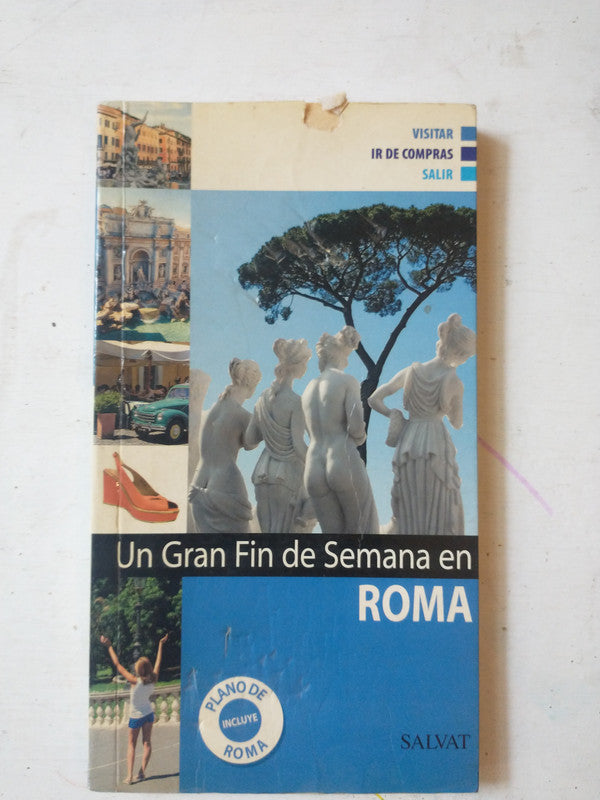 VISITAR
IR DE COMPRAS
SALIR
Un Gran Fin de Semana en
ROMA
PLANO DE
INCLUYE
ROMA
SALVAT